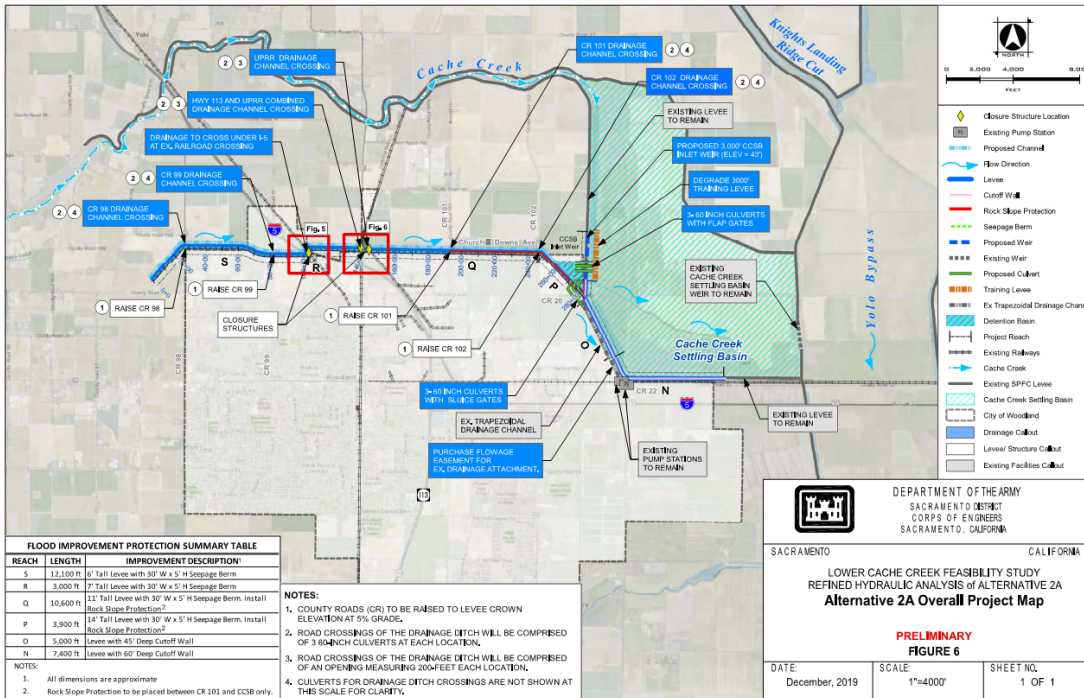 Yolo
Cache Creek
Knights Landing
Ridge Cut
Yolo Bypass
Cache Creek
Settling Basin
UPRR DRAINAGE
CHANNEL CROSSING
2 3
HWY 113 AND UPRR COMBINED
DRAINAGE CHANNEL CROSSING
2 3
DRAINAGE TO CROSS UNDER I-5
AT EX. RAILROAD CROSSING
CR 99 DRAINAGE
CHANNEL CROSSING
2 4
CR 98 DRAINAGE
CHANNEL CROSSING
2 4
CR 101 DRAINAGE
CHANNEL CROSSING
2 4
CR 102 DRAINAGE
CHANNEL CROSSING
2 4
EXISTING LEVEE
TO REMAIN
PROPOSED 3,000' CCSB
INLET WEIR (ELEV = 43')
DEGRADE 3000'
TRAINING LEVEE
3-60 INCH CULVERTS
WITH FLAP GATES
CCSB
Inlet Weir
EXISTING
CACHE CREEK
SETTLING BASIN
WEIR TO REMAIN
Fig. 5
Fig. 6
5
CR 101
CR 102
Churchill Downs Ave
S
R
Q
P
O
N
1 RAISE CR 98
1 RAISE CR 99
CLOSURE
STRUCTURES
1 RAISE CR 101
1 RAISE CR 102
CR 98
CR 99
CR 20
CR 22
5
113
Woodland
3-60 INCH CULVERTS
WITH SLUICE GATES
EX. TRAPEZOIDAL
DRAINAGE CHANNEL
PURCHASE FLOWAGE
EASEMENT FOR
EX. DRAINAGE ATTACHMENT.
EXISTING
PUMP STATIONS
TO REMAIN
EXISTING LEVEE
TO REMAIN
NORTH
0 2,000 4,000 8,00
FEET
Closure Structure Location
PS Existing Pump Station
Proposed Channel
Flow Direction
Levee
Cutoff Wall
Rock Slope Protection
Seepage Berm
Proposed Weir
Existing Weir
Proposed Culvert
Training Levee
Ex Trapezoidal Drainage Chann
Detention Basin
Project Reach
Existing Railways
Cache Creek
Existing SPFC Levee
Cache Creek Settling Basin
City of Woodland
Drainage Callout
Levee/ Structure Callout
Existing Facilities Callout
FLOOD IMPROVEMENT PROTECTION SUMMARY TABLE
REACH LENGTH IMPROVEMENT DESCRIPTION1
S 12,100 ft 6' Tall Levee with 30' W x 5' H Seepage Berm
R 3,000 ft 7' Tall Levee with 30' W x 5' H Seepage Berm
Q 10,600 ft 11' Tall Levee with 30' W x 5' H Seepage Berm. Install
Rock Slope Protection2
P 3,900 ft 14' Tall Levee with 30' W x 5' H Seepage Berm. Install
Rock Slope Protection2
O 5,000 ft Levee with 45' Deep Cutoff Wall
N 7,400 ft Levee with 60' Deep Cutoff Wall
NOTES:
1. All dimensions are approximate
2. Rock Slope Protection to be placed between CR 101 and CCSB only.
NOTES:
1. COUNTY ROADS (CR) TO BE RAISED TO LEVEE CROWN
ELEVATION AT 5% GRADE.
2. ROAD CROSSINGS OF THE DRAINAGE DITCH WILL BE COMPRISED
OF 3 60-INCH CULVERTS AT EACH LOCATION.
3. ROAD CROSSINGS OF THE DRAINAGE DITCH WILL BE COMPRISED
OF AN OPENING MEASURING 200-FEET EACH LOCATION.
4. CULVERTS FOR DRAINAGE DITCH CROSSINGS ARE NOT SHOWN AT
THIS SCALE FOR CLARITY.
DEPARTMENT OF THE ARMY
SACRAMENTO DISTRICT
CORPS OF ENGINEERS
SACRAMENTO, CALIFORNIA
SACRAMENTO CALIFORNIA
LOWER CACHE CREEK FEASIBILITY STUDY
REFINED HYDRAULIC ANALYSIS of ALTERNATIVE 2A
Alternative 2A Overall Project Map
PRELIMINARY
FIGURE 6
DATE: SCALE: SHEET NO.
December, 2019 1"=4000' 1 OF 1